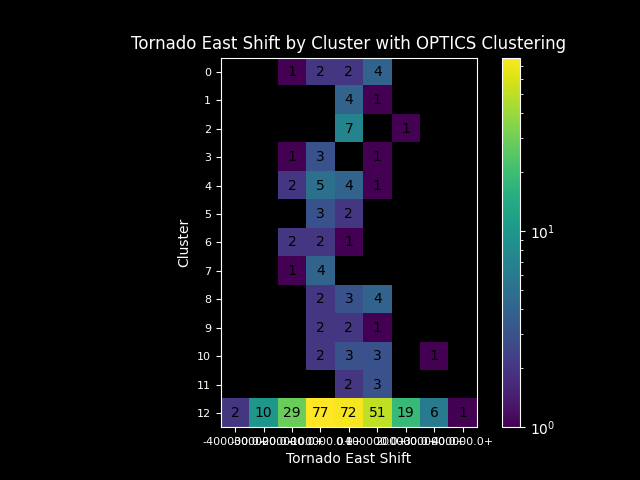 Tornado East Shift by Cluster with OPTICS Clustering
0 1 2 2 4
1 4 1
2 7 1
3 1 3 1
4 2 5 4 1
5 3 2
6 2 2 1
7 1 4
8 2 3 4
9 2 2 1
10 2 3 3 1
11 2 3
12 2 10 29 77 72 51 19 6 1
Cluster
Tornado East Shift
10¹
10⁰